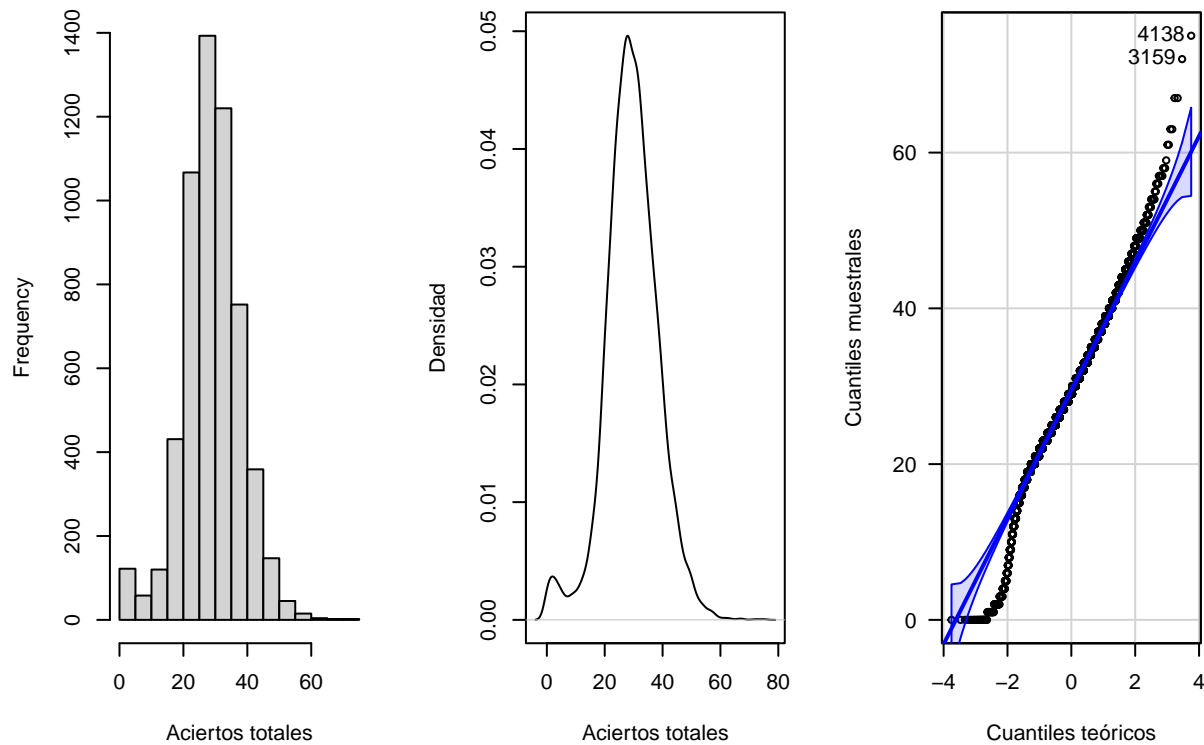 Frequency
1400
1200
1000
800
600
400
200
0
0 20 40 60
Aciertos totales
Densidad
0.05
0.04
0.03
0.02
0.01
0.00
0 20 40 60 80
Aciertos totales
Cuantiles muestrales
4138
3159
60
40
20
0
−4 −2 0 2 4
Cuantiles teóricos